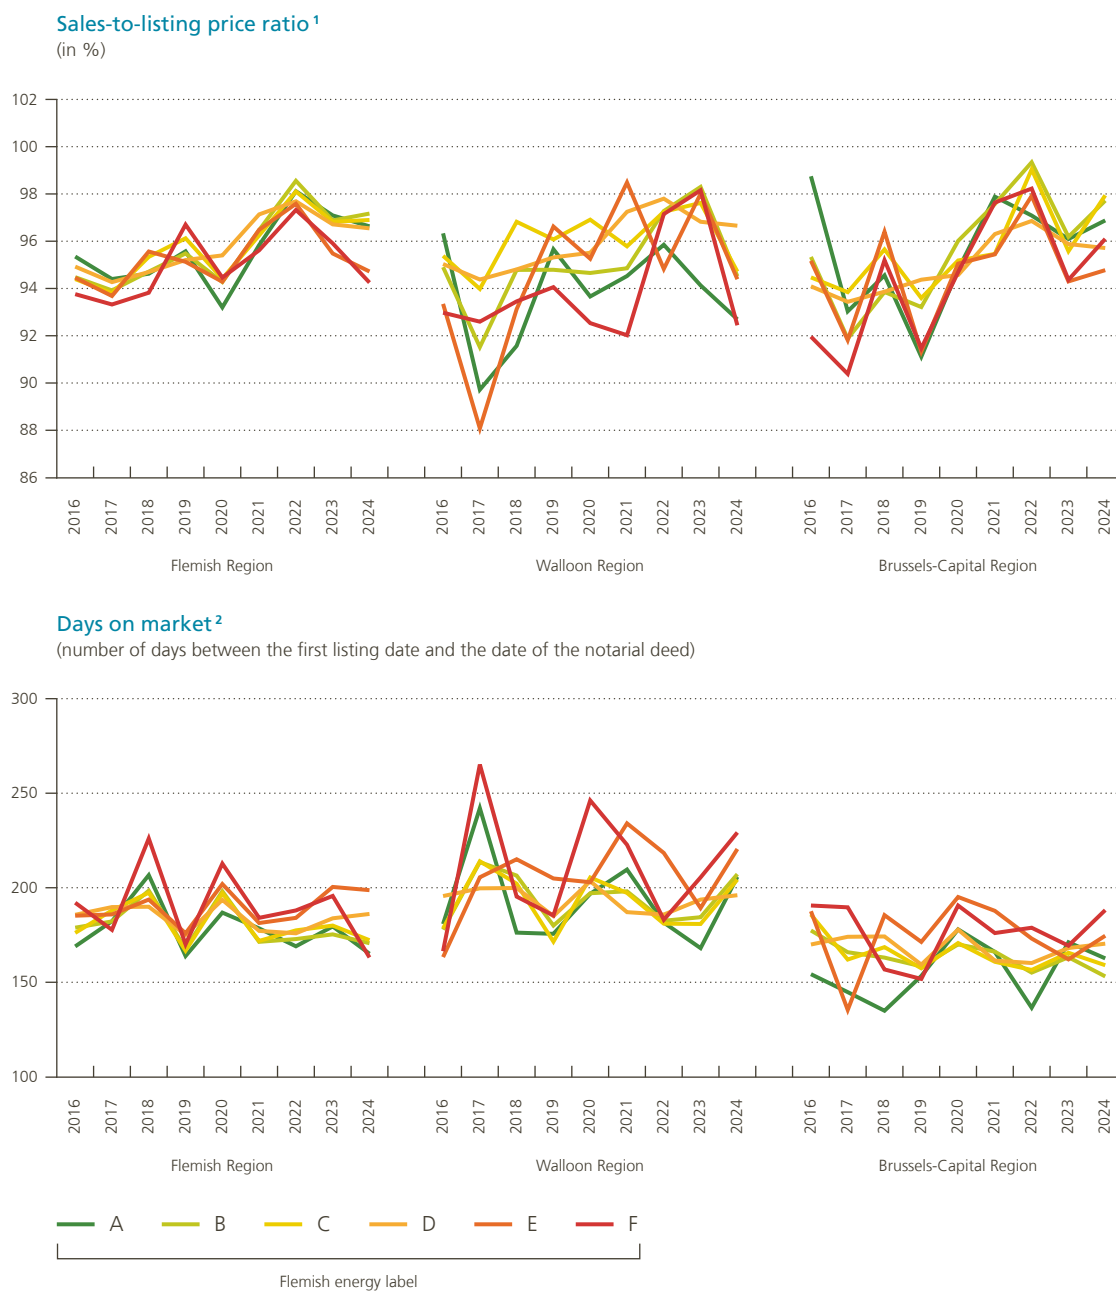 Sales-to-listing price ratio 1
(in %)
102
100
98
96
94
92
90
88
86
2016 2017 2018 2019 2020 2021 2022 2023 2024 2016 2017 2018 2019 2020 2021 2022 2023 2024 2016 2017 2018 2019 2020 2021 2022 2023 2024
Flemish Region Walloon Region Brussels-Capital Region
Days on market 2
(number of days between the first listing date and the date of the notarial deed)
300
250
200
150
100
2016 2017 2018 2019 2020 2021 2022 2023 2024 2016 2017 2018 2019 2020 2021 2022 2023 2024 2016 2017 2018 2019 2020 2021 2022 2023 2024
Flemish Region Walloon Region Brussels-Capital Region
A B C D E F
Flemish energy label